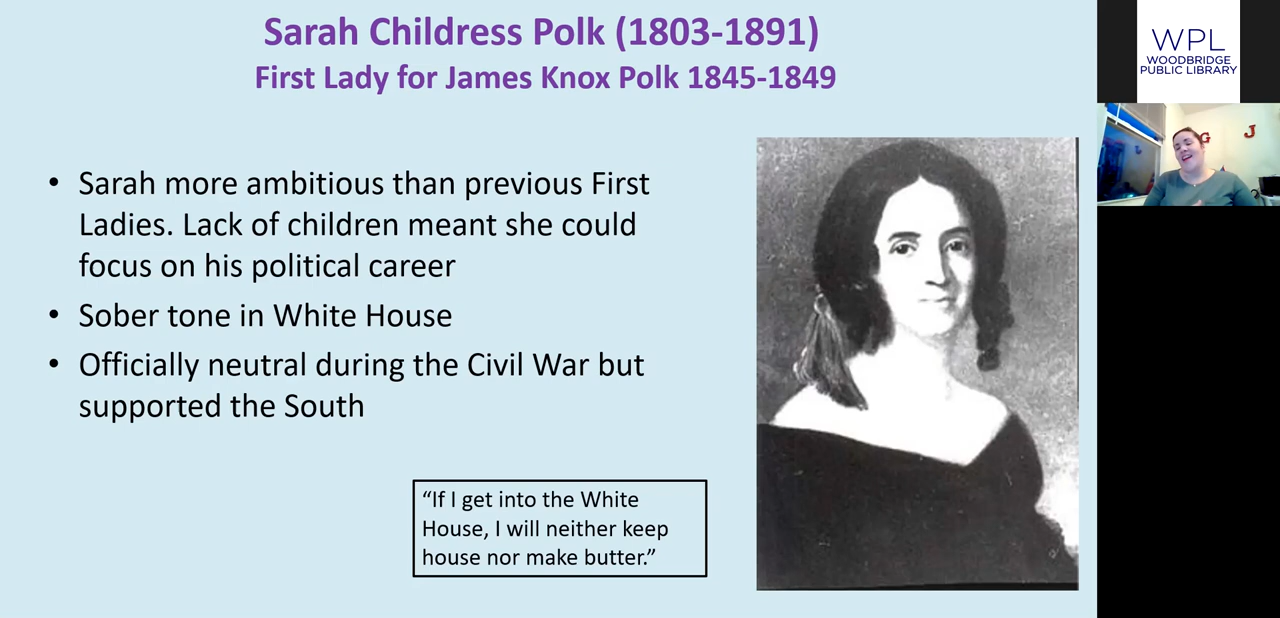 Sarah Childress Polk (1803-1891)
First Lady for James Knox Polk 1845-1849
• Sarah more ambitious than previous First
Ladies. Lack of children meant she could
focus on his political career
• Sober tone in White House
• Officially neutral during the Civil War but
supported the South
“If I get into the White
House, I will neither keep
house nor make butter.”
WPL
WOODBRIDGE
PUBLIC LIBRARY
G J